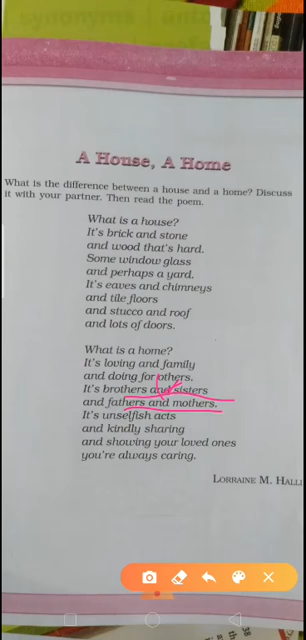 A House, A Home
What is the difference between a house and a home? Discuss
it with your partner. Then read the poem.
What is a house?
It's brick and stone
and wood that's hard.
Some window glass
and perhaps a yard.
It's eaves and chimneys
and tile floors
and stucco and roof
and lots of doors.
What is a home?
It's loving and family
and doing for others.
It's brothers and sisters
and fathers and mothers.
It's unselfish acts
and kindly sharing
and showing your loved ones
you're always caring.
LORRAINE M. HALLI